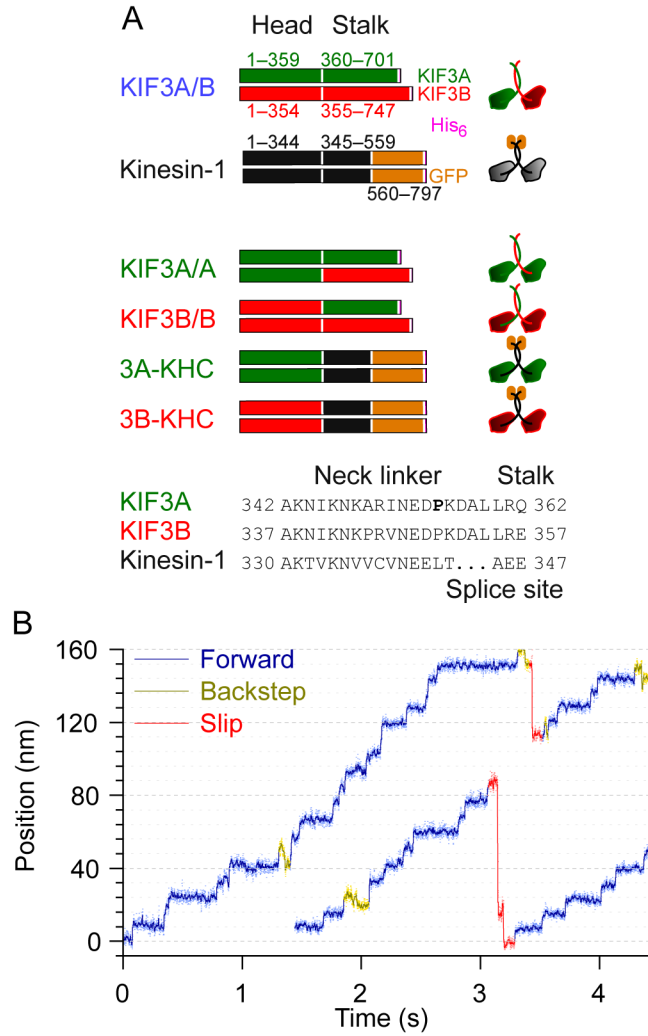 A
Head Stalk
1–359 360–701
KIF3A/B KIF3A
KIF3B
1–354 355–747
His6
1–344 345–559
Kinesin-1 GFP
560–797
KIF3A/A
KIF3B/B
3A-KHC
3B-KHC
Neck linker Stalk
KIF3A 342 AKNIKNKARINEDPKDALLRQ 362
KIF3B 337 AKNIKNKPRVNEDPKDALLRE 357
Kinesin-1 330 AKTVKNVVCVNEELT...AEE 347
Splice site
B
160
Forward
Backstep
120
Slip
80
40
0
Position (nm)
0 1 2 3 4
Time (s)